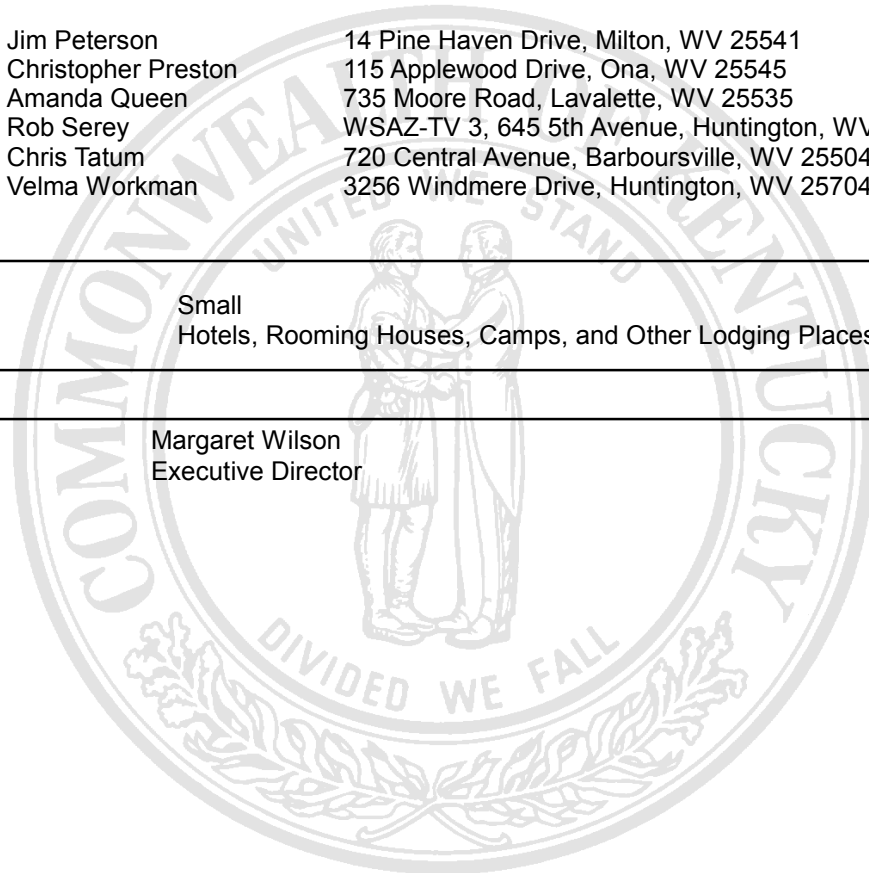 Jim Peterson 14 Pine Haven Drive, Milton, WV 25541
Christopher Preston 115 Applewood Drive, Ona, WV 25545
Amanda Queen 735 Moore Road, Lavalette, WV 25535
Rob Serey WSAZ-TV 3, 645 5th Avenue, Huntington, WV
Chris Tatum 720 Central Avenue, Barboursville, WV 25504
Velma Workman 3256 Windmere Drive, Huntington, WV 25704
Small
Hotels, Rooming Houses, Camps, and Other Lodging Places
Margaret Wilson
Executive Director
COMMONWEALTH OF KENTUCKY
UNITED WE STAND
DIVIDED WE FALL